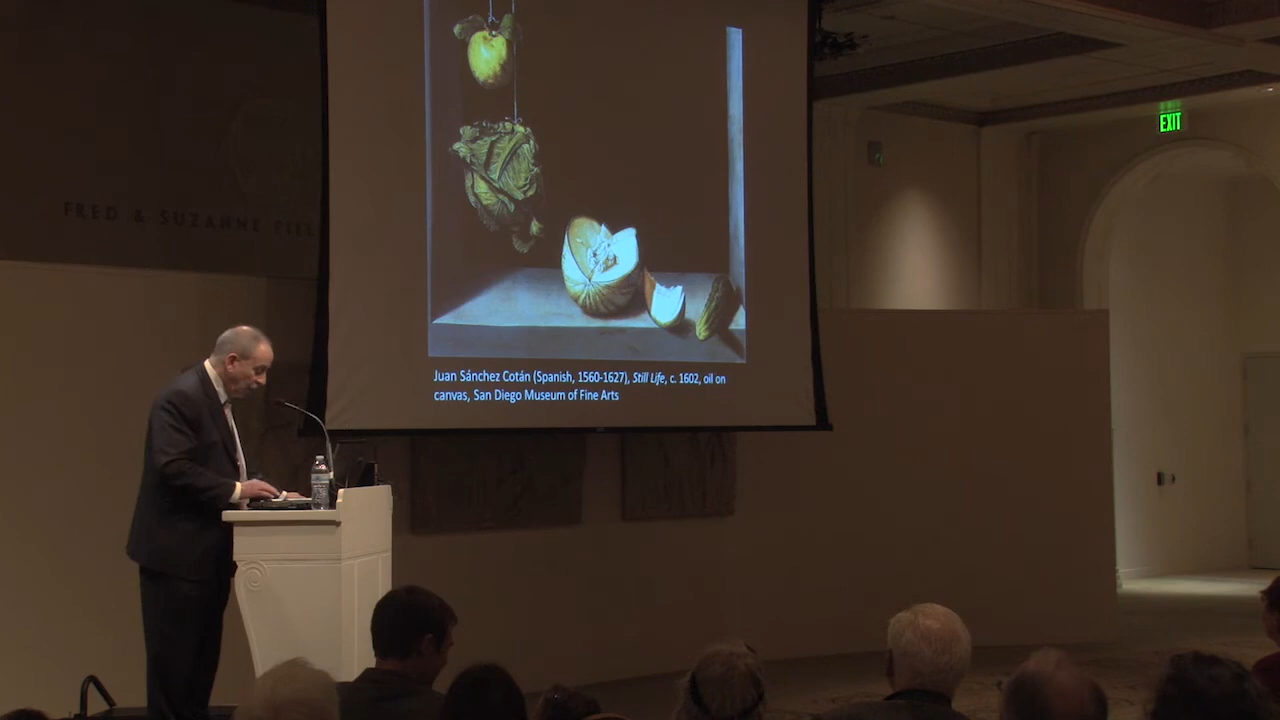 FRED & SUZANNE
EXIT
Juan Sánchez Cotán (Spanish, 1560-1627), Still Life, c. 1602, oil on
canvas, San Diego Museum of Fine Arts